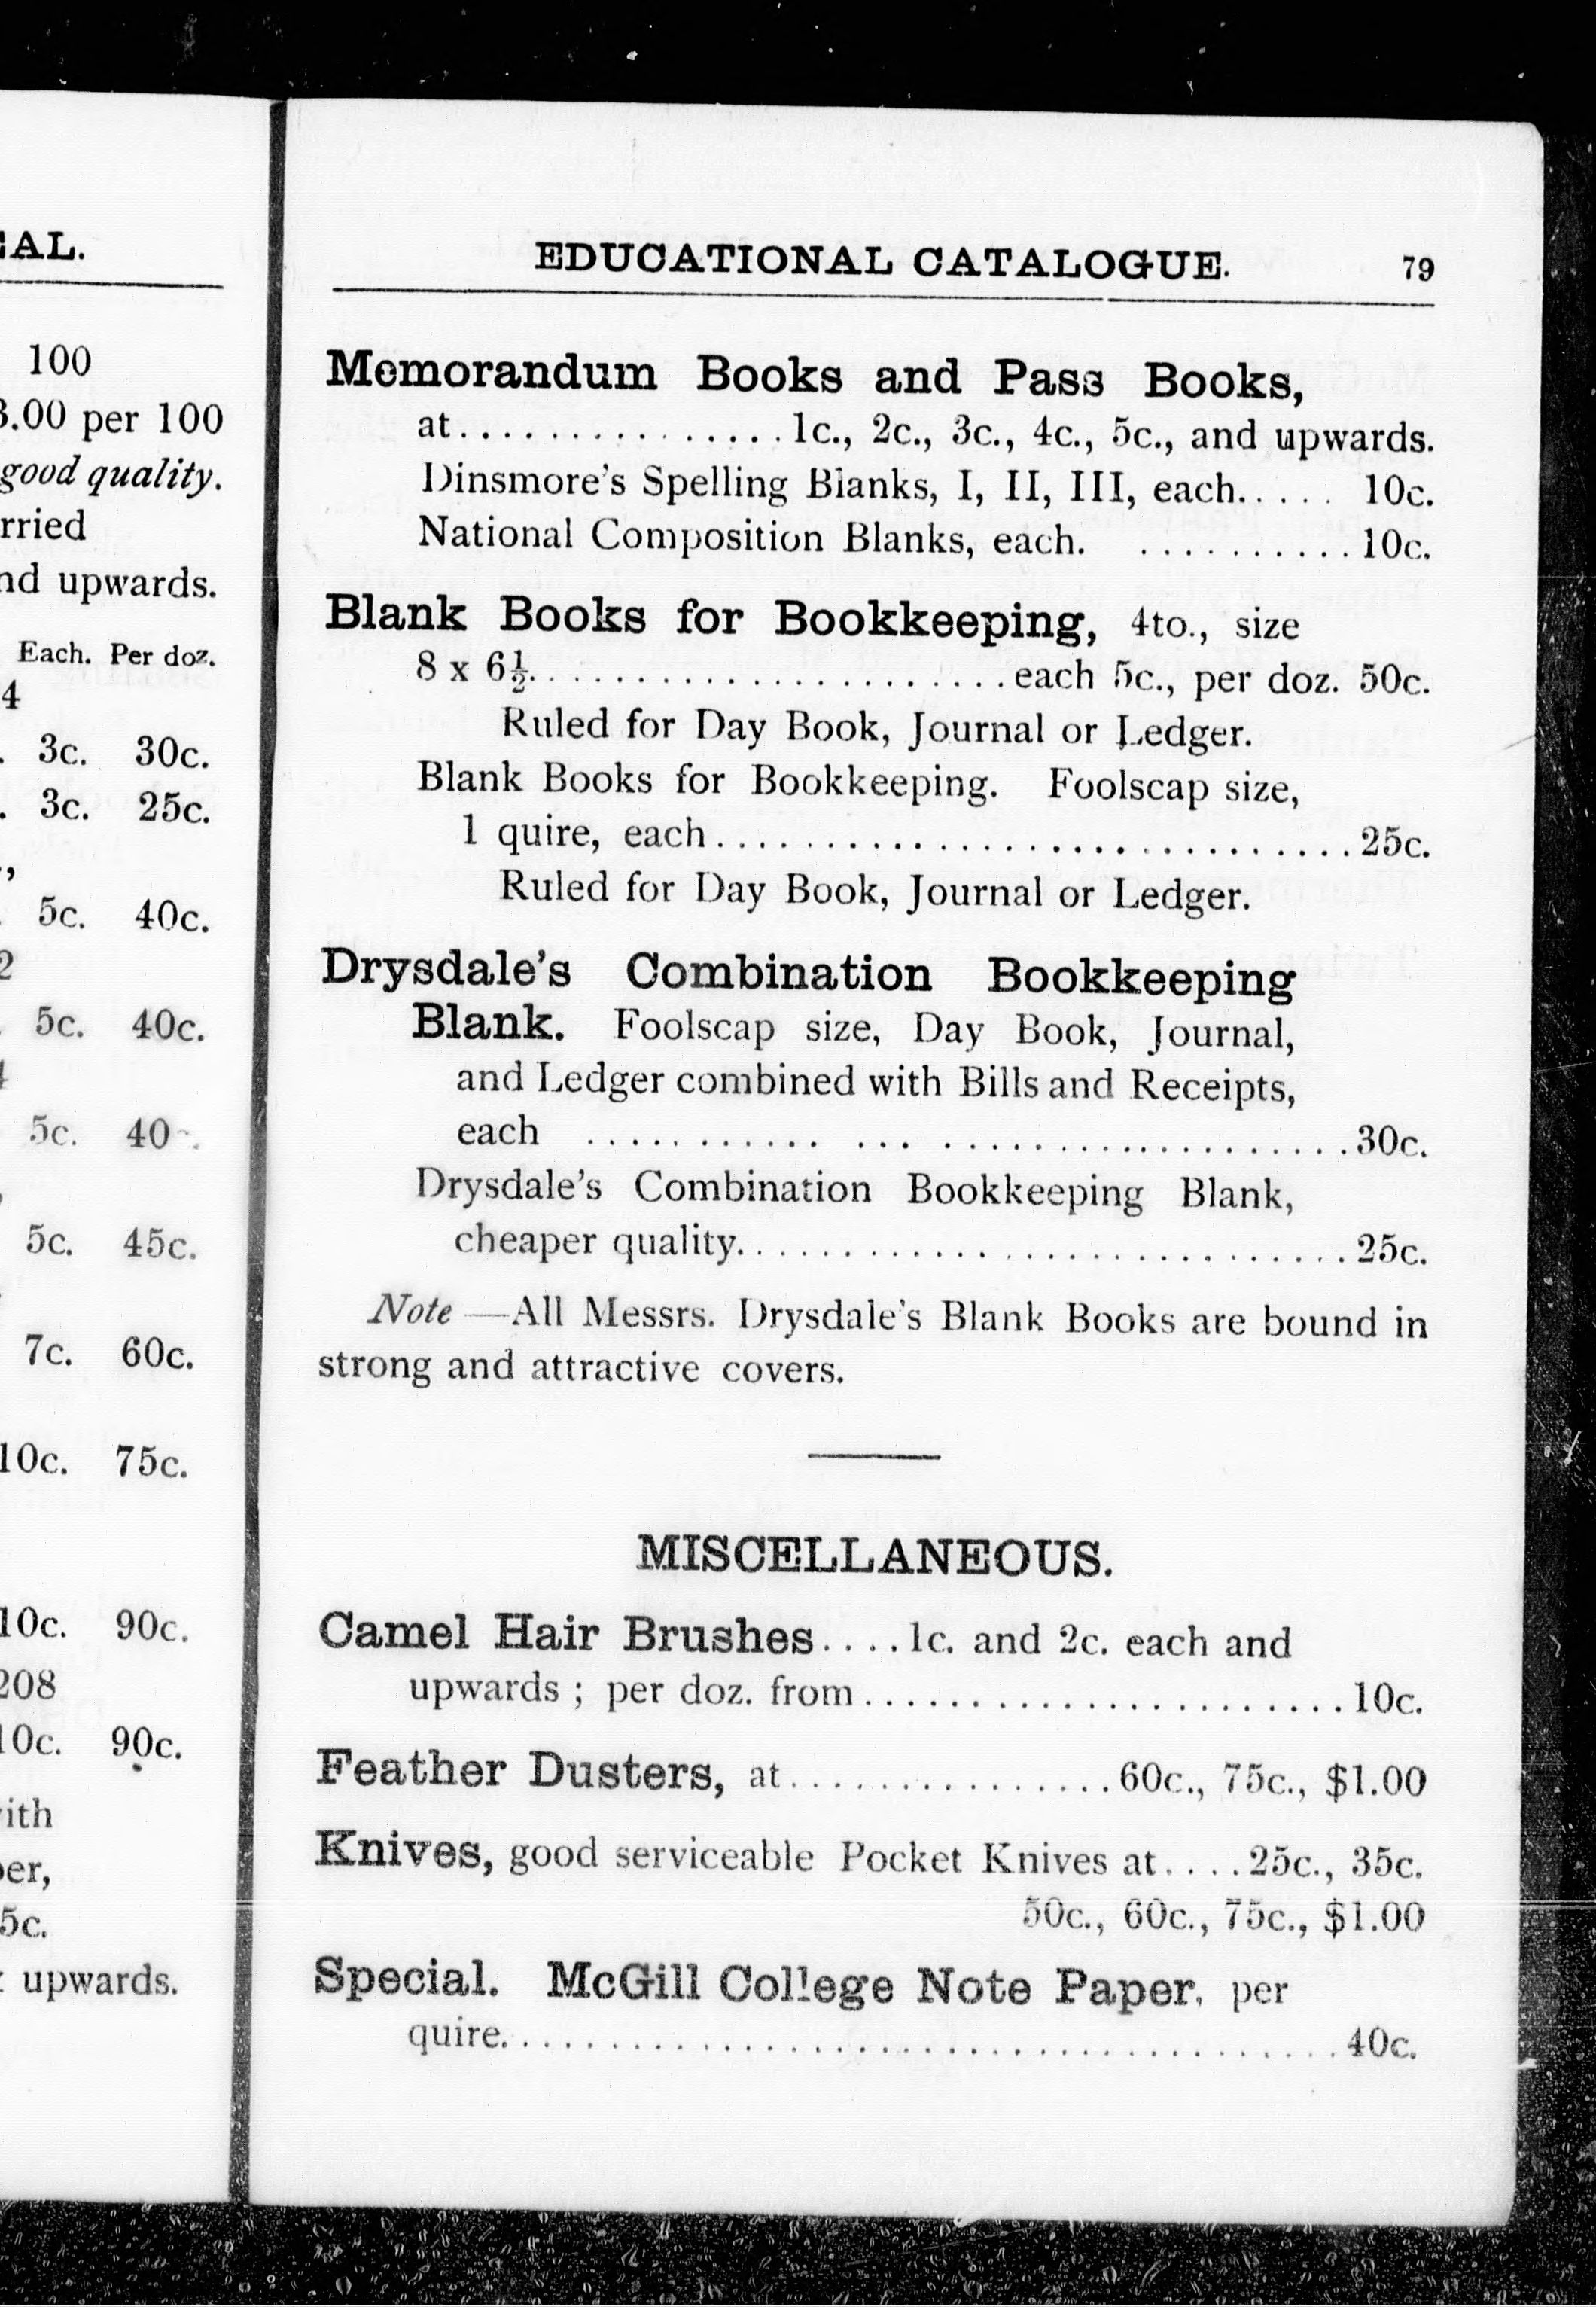 CAL.
100
3.00 per 100
good quality.
rried
nd upwards.
Each. Per doz.
4
3c. 30c.
3c. 25c.
5c. 40c.
2
5c. 40c.
5c. 40
5c. 45c.
7c. 60c.
10c. 75c.
10c. 90c.
208
10c. 90c.
ith
er,
5c.
upwards.
EDUCATIONAL CATALOGUE. 79
Memorandum Books and Pass Books,
at................1c., 2c., 3c., 4c., 5c., and upwards.
Dinsmore's Spelling Blanks, I, II, III, each..... 10c.
National Composition Blanks, each. ..........10c.
Blank Books for Bookkeeping, 4to., size
8 x 6½......................each 5c., per doz. 50c.
Ruled for Day Book, Journal or Ledger.
Blank Books for Bookkeeping. Foolscap size,
1 quire, each..............................25c.
Ruled for Day Book, Journal or Ledger.
Drysdale's Combination Bookkeeping
Blank. Foolscap size, Day Book, Journal,
and Ledger combined with Bills and Receipts,
each ........... ... ...................30c.
Drysdale's Combination Bookkeeping Blank,
cheaper quality............................25c.
Note —All Messrs. Drysdale's Blank Books are bound in
strong and attractive covers.
MISCELLANEOUS.
Camel Hair Brushes....1c. and 2c. each and
upwards ; per doz. from.......................10c.
Feather Dusters, at...............60c., 75c., $1.00
Knives, good serviceable Pocket Knives at....25c., 35c.
50c., 60c., 75c., $1.00
Special. McGill College Note Paper, per
quire.......................................40c.